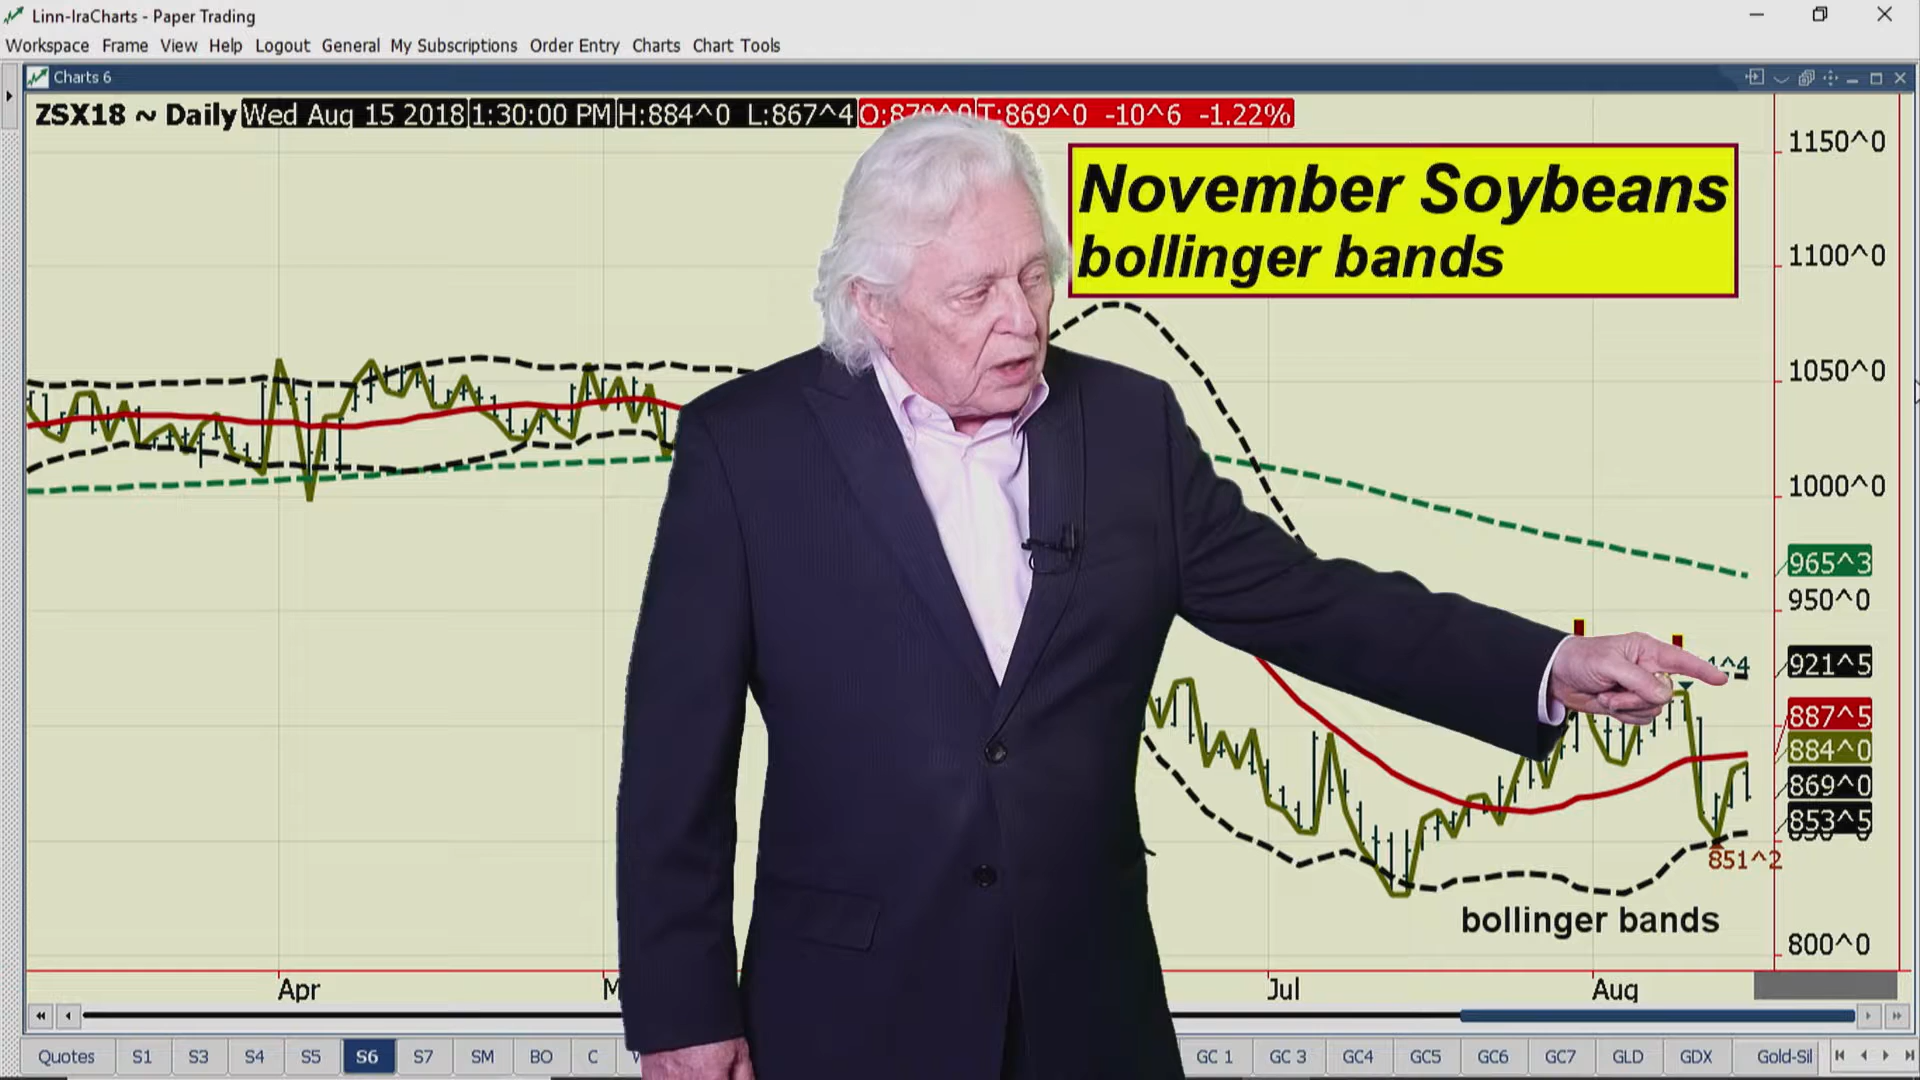 Linn-IraCharts - Paper Trading
Workspace Frame View Help Logout General My Subscriptions Order Entry Charts Chart Tools
Charts 6
ZSX18 ~ Daily Wed Aug 15 2018 1:30:00 PM H:884^0 L:867^4 O:879^0 T:869^0 -10^6 -1.22%
November Soybeans
bollinger bands
1150^0
1100^0
1050^0
1000^0
965^3
950^0
921^5
887^5
884^0
869^0
853^5
851^2
bollinger bands
800^0
Apr Jul Aug
Quotes S1 S3 S4 S5 S6 S7 SM BO C GC 1 GC 3 GC4 GC5 GC6 GC7 GLD GDX Gold-Sil